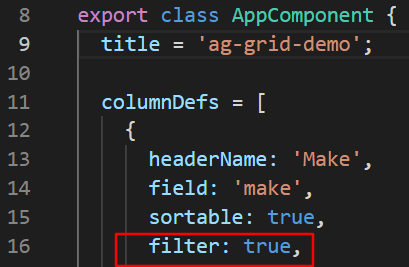 8 export class AppComponent {
9 title = 'ag-grid-demo';
10
11 columnDefs = [
12 {
13 headerName: 'Make',
14 field: 'make',
15 sortable: true,
16 filter: true,